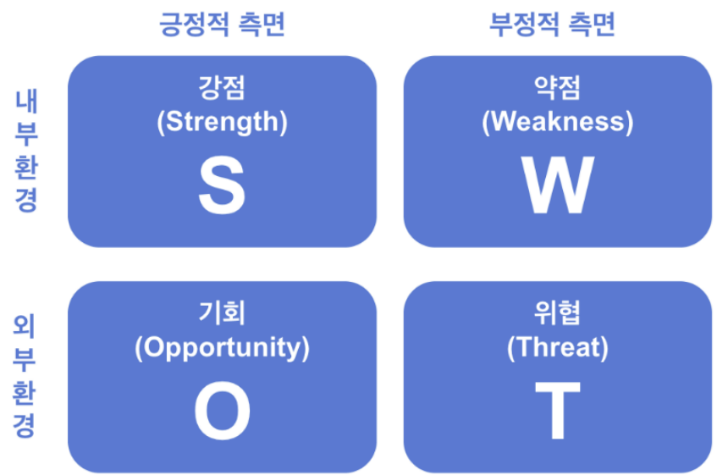 긍정적 측면
부정적 측면
내부환경
강점
(Strength)
S
약점
(Weakness)
W
외부환경
기회
(Opportunity)
O
위협
(Threat)
T